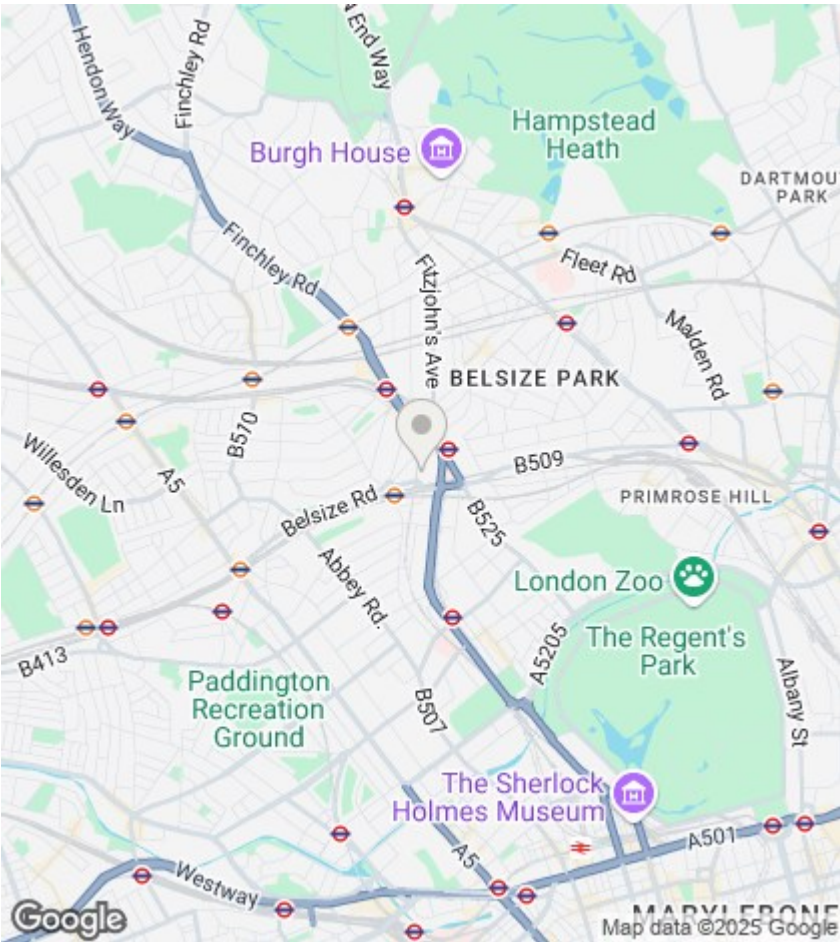 Hendon Way
Finchley Rd
N End Way
Burgh House
Hampstead
Heath
DARTMOU
PARK
Finchley Rd
Fitzjohn's Ave
Fleet Rd
Malden Rd
BELSIZE PARK
B570
Willesden Ln
A5
B509
Belsize Rd
B525
PRIMROSE HILL
Abbey Rd.
London Zoo
A5205
The Regent's
Park
B413
Paddington
Recreation
Ground
B507
Albany St
The Sherlock
Holmes Museum
A501
A5
Westway
MARYLEBONE
Google
Map data ©2025 Google